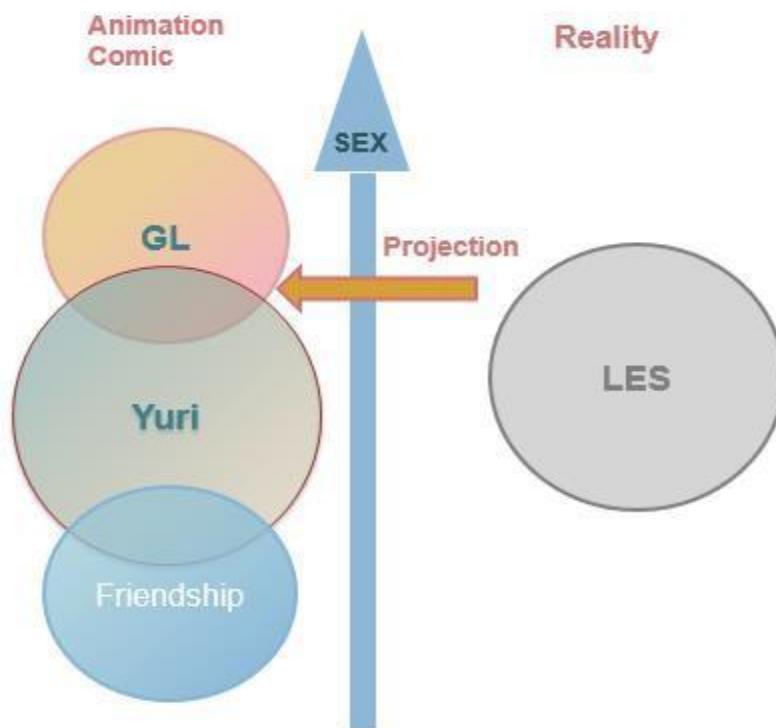 Animation
Comic
Reality
SEX
GL
Projection
LES
Yuri
Friendship